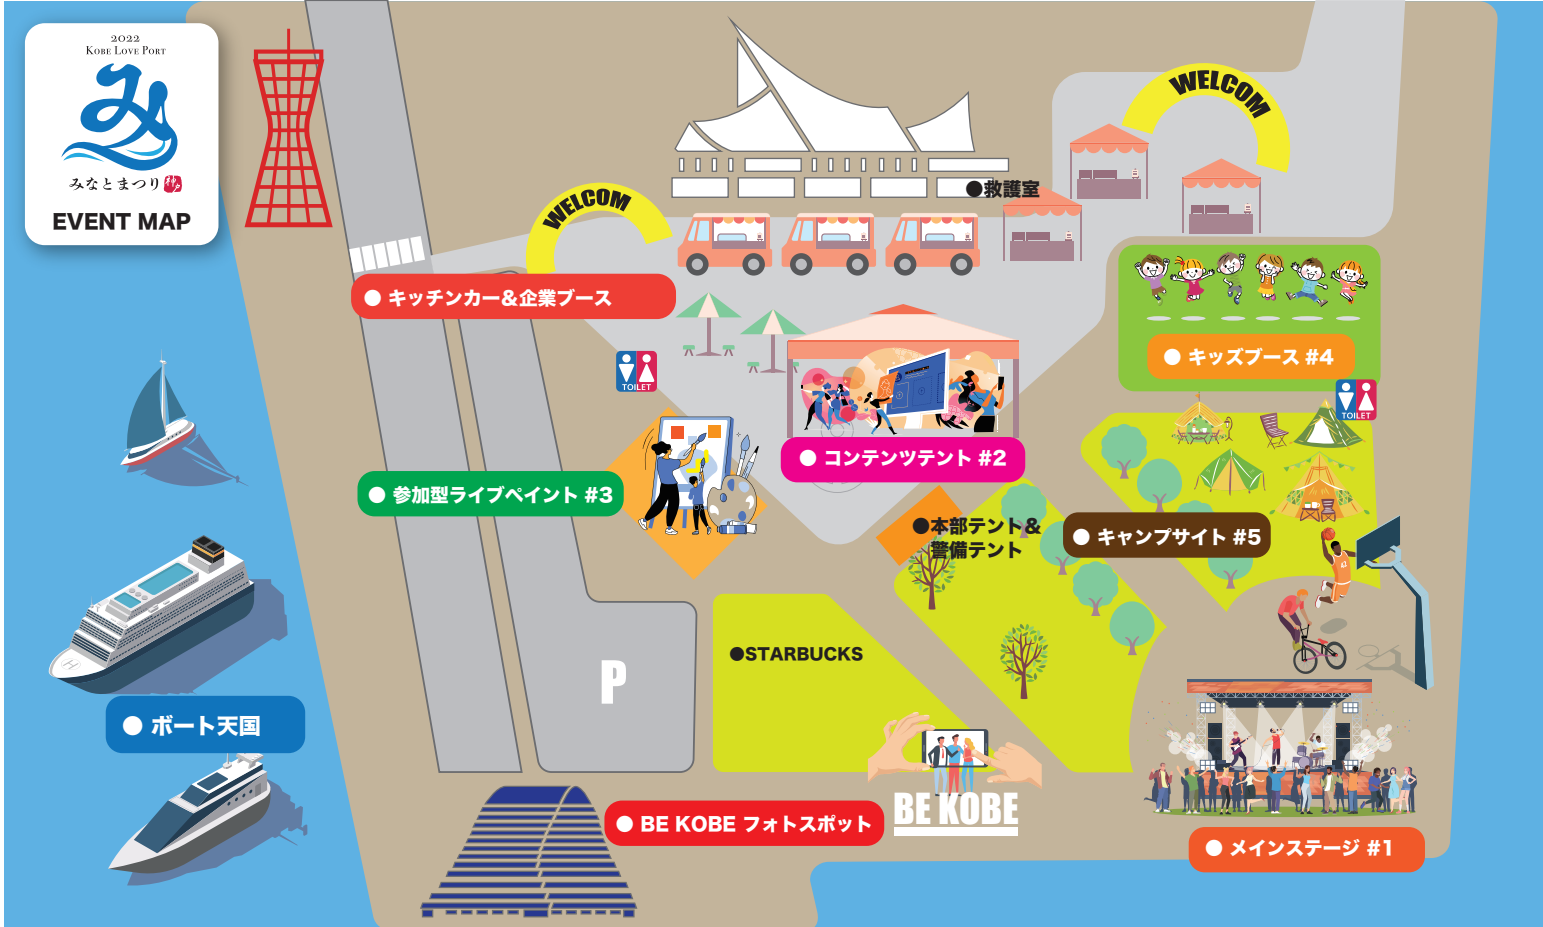 2022
KOBE LOVE PORT
み
みなとまつり 神戸
EVENT MAP
WELCOM
WELCOM
●救護室
● キッチンカー&企業ブース
● キッズブース #4
TOILET
TOILET
● コンテンツテント #2
● 参加型ライブペイント #3
●本部テント&
警備テント
● キャンプサイト #5
●STARBUCKS
P
H
● ボート天国
BE KOBE
● BE KOBE フォトスポット
● メインステージ #1